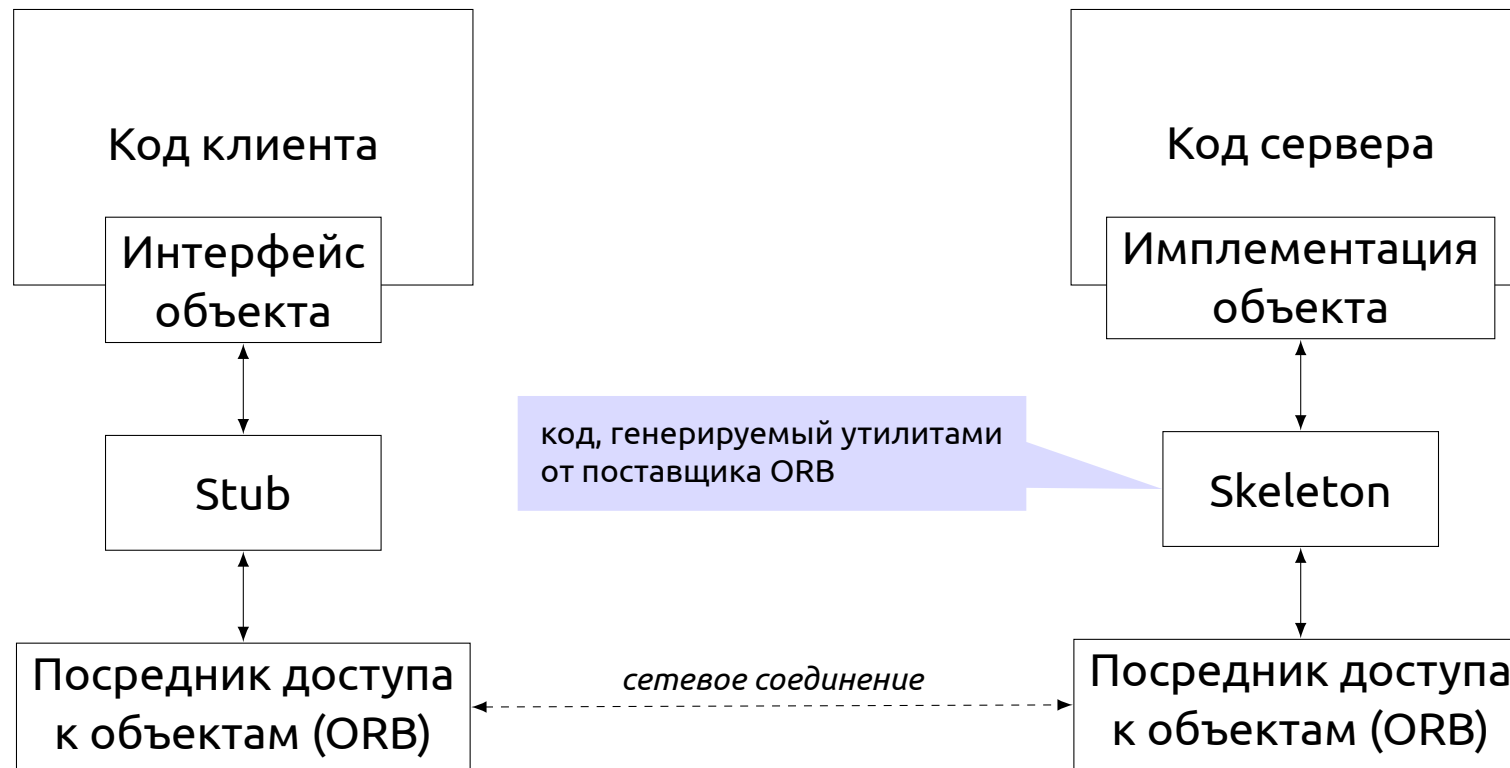 Код клиента
Интерфейс
объекта
Stub
Посредник доступа
к объектам (ORB)
код, генерируемый утилитами
от поставщика ORB
сетевое соединение
Код сервера
Имплементация
объекта
Skeleton
Посредник доступа
к объектам (ORB)